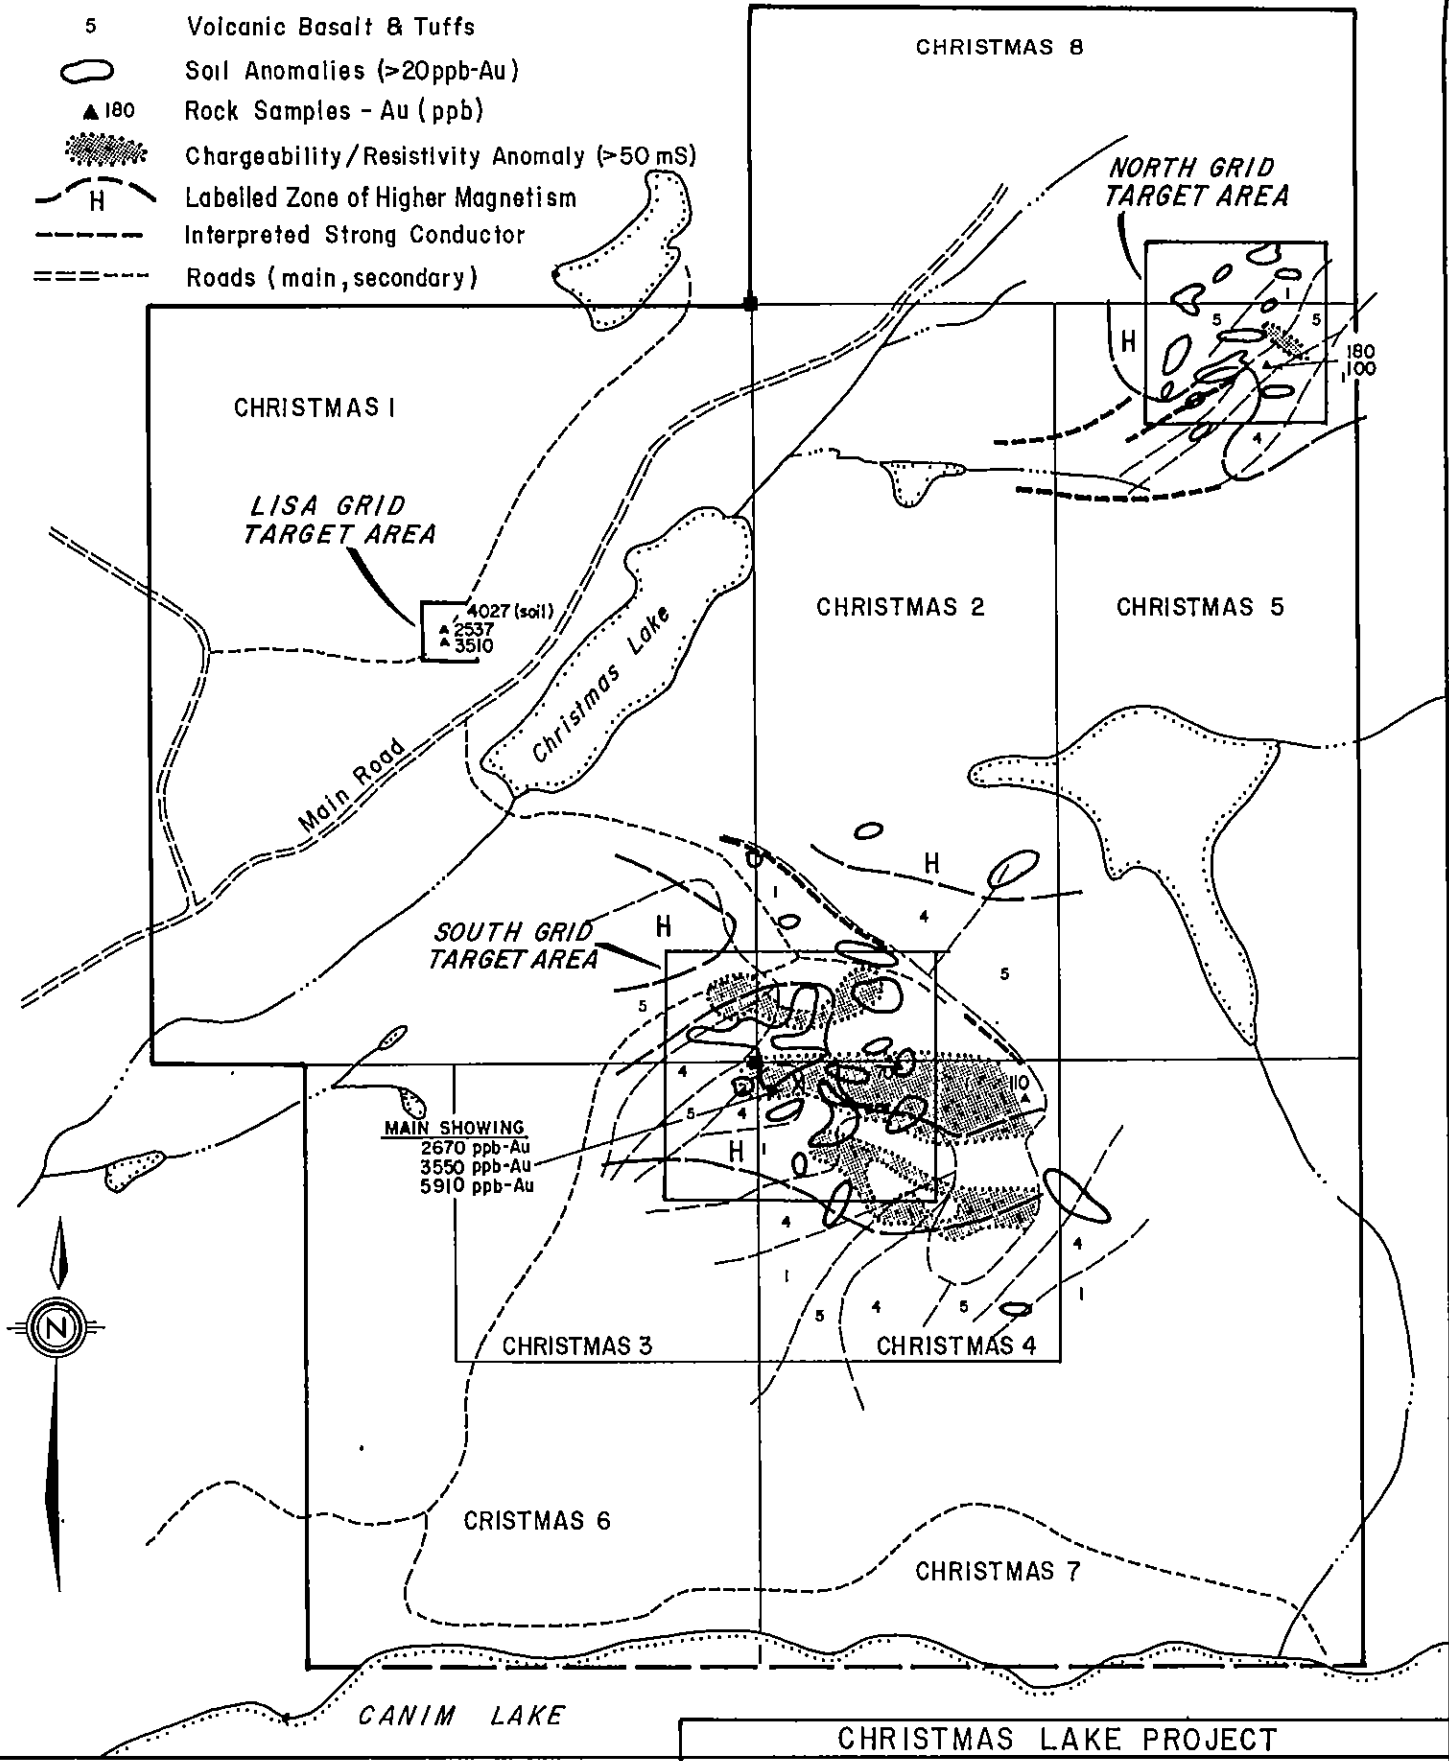 5 Volcanic Basalt & Tuffs
Soil Anomalies (>20ppb-Au)
180 Rock Samples - Au (ppb)
Chargeability/Resistivity Anomaly (>50 mS)
H Labelled Zone of Higher Magnetism
Interpreted Strong Conductor
Roads (main, secondary)
CHRISTMAS 8
NORTH GRID
TARGET AREA
1
5
5
H
180
100
1
4
CHRISTMAS 1
LISA GRID
TARGET AREA
4027 (soil)
2537
3510
CHRISTMAS 2
CHRISTMAS 5
Christmas Lake
Main Road
H
1
4
H
SOUTH GRID
TARGET AREA
5
5
4
110
5
4
MAIN SHOWING
2670 ppb-Au
3550 ppb-Au
5910 ppb-Au
H
1
4
4
1
1
5
4
5
CHRISTMAS 3
CHRISTMAS 4
N
CRISTMAS 6
CHRISTMAS 7
CANIM LAKE
CHRISTMAS LAKE PROJECT